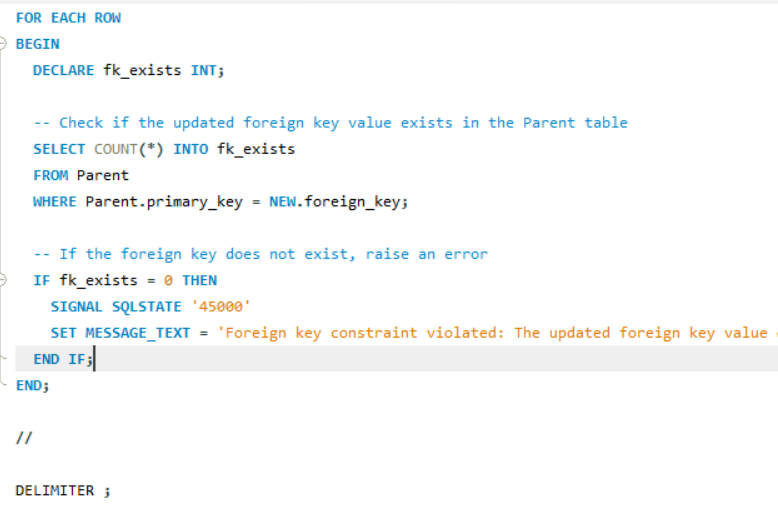 FOR EACH ROW
BEGIN
DECLARE fk_exists INT;
-- Check if the updated foreign key value exists in the Parent table
SELECT COUNT(*) INTO fk_exists
FROM Parent
WHERE Parent.primary_key = NEW.foreign_key;
-- If the foreign key does not exist, raise an error
IF fk_exists = 0 THEN
SIGNAL SQLSTATE '45000'
SET MESSAGE_TEXT = 'Foreign key constraint violated: The updated foreign key value
END IF;
END;
//
DELIMITER ;